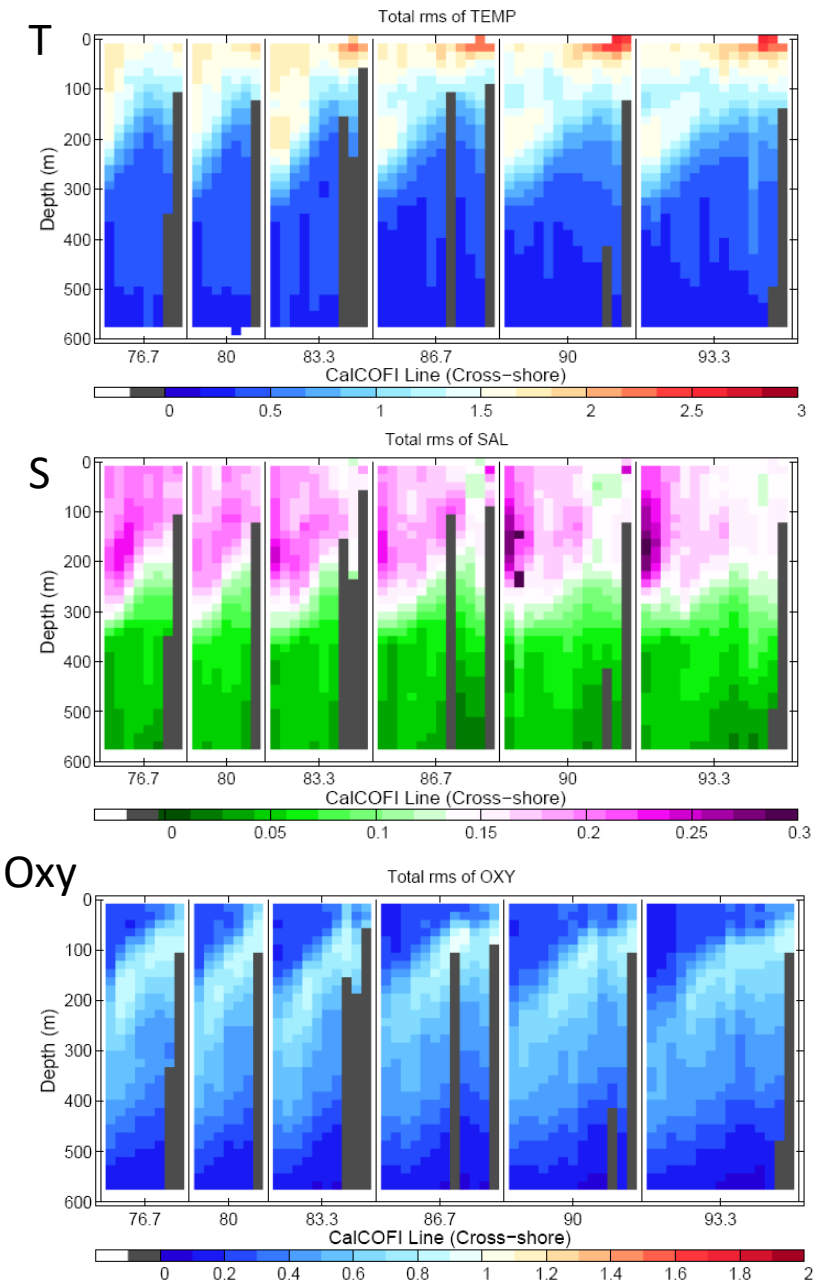 T
Total rms of TEMP
0
100
200
300
400
500
600
Depth (m)
76.7 80 83.3 86.7 90 93.3
CalCOFI Line (Cross-shore)
0 0.5 1 1.5 2 2.5 3
S
Total rms of SAL
0
100
200
300
400
500
600
Depth (m)
76.7 80 83.3 86.7 90 93.3
CalCOFI Line (Cross-shore)
0 0.05 0.1 0.15 0.2 0.25 0.3
Oxy
Total rms of OXY
0
100
200
300
400
500
600
Depth (m)
76.7 80 83.3 86.7 90 93.3
CalCOFI Line (Cross-shore)
0 0.2 0.4 0.6 0.8 1 1.2 1.4 1.6 1.8 2